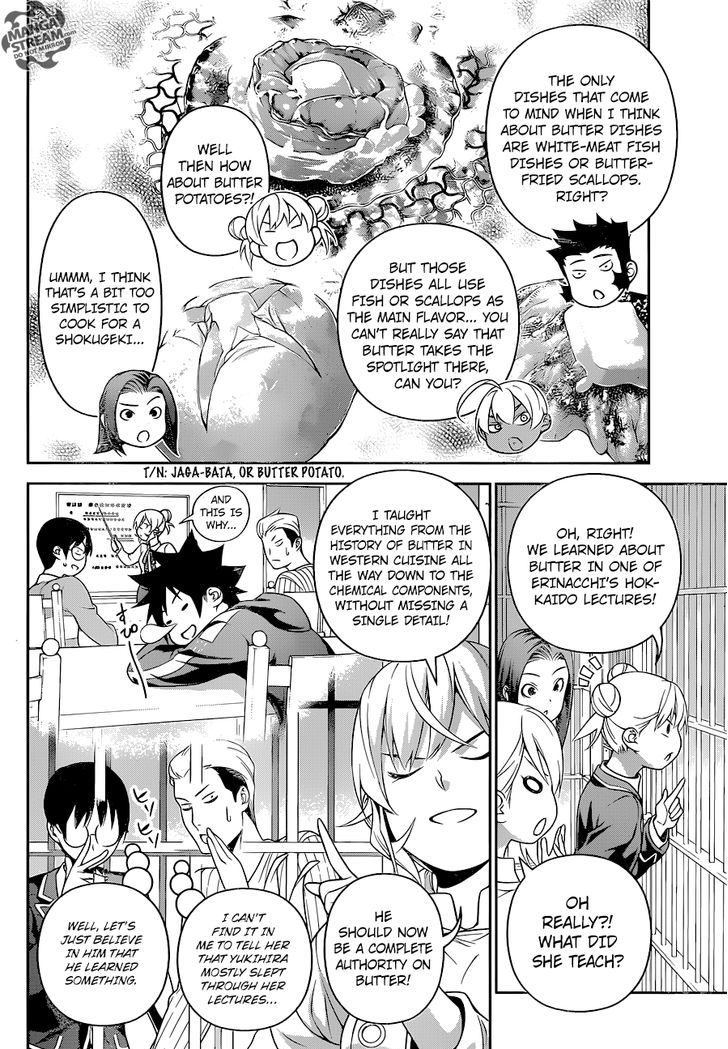 MANGA
STREAM
.COM
DO NOT MIRROR!
THE ONLY
DISHES THAT COME
TO MIND WHEN I THINK
ABOUT BUTTER DISHES
ARE WHITE-MEAT FISH
DISHES OR BUTTER-
FRIED SCALLOPS.
RIGHT?
WELL
THEN HOW
ABOUT BUTTER
POTATOES?!
BUT THOSE
DISHES ALL USE
FISH OR SCALLOPS AS
THE MAIN FLAVOR... YOU
CAN'T REALLY SAY THAT
BUTTER TAKES THE
SPOTLIGHT THERE,
CAN YOU?
UMMM, I THINK
THAT'S A BIT TOO
SIMPLISTIC TO
COOK FOR A
SHOKUGEKI...
T/N: JAGA-BATA, OR BUTTER POTATO.
OH, RIGHT!
WE LEARNED ABOUT
BUTTER IN ONE OF
ERINACCHI'S HOK-
KAIDO LECTURES!
OH
REALLY?!
WHAT DID
SHE TEACH?
I TAUGHT
EVERYTHING FROM THE
HISTORY OF BUTTER IN
WESTERN CUISINE ALL
THE WAY DOWN TO THE
CHEMICAL COMPONENTS,
WITHOUT MISSING A
SINGLE DETAIL!
AND
THIS IS
WHY...
すぴ
HE
SHOULD NOW
BE A COMPLETE
AUTHORITY ON
BUTTER!
I CAN'T
FIND IT IN
ME TO TELL HER
THAT YUKIHIRA
MOSTLY SLEPT
THROUGH HER
LECTURES...
WELL, LET'S
JUST BELIEVE
IN HIM THAT
HE LEARNED
SOMETHING.